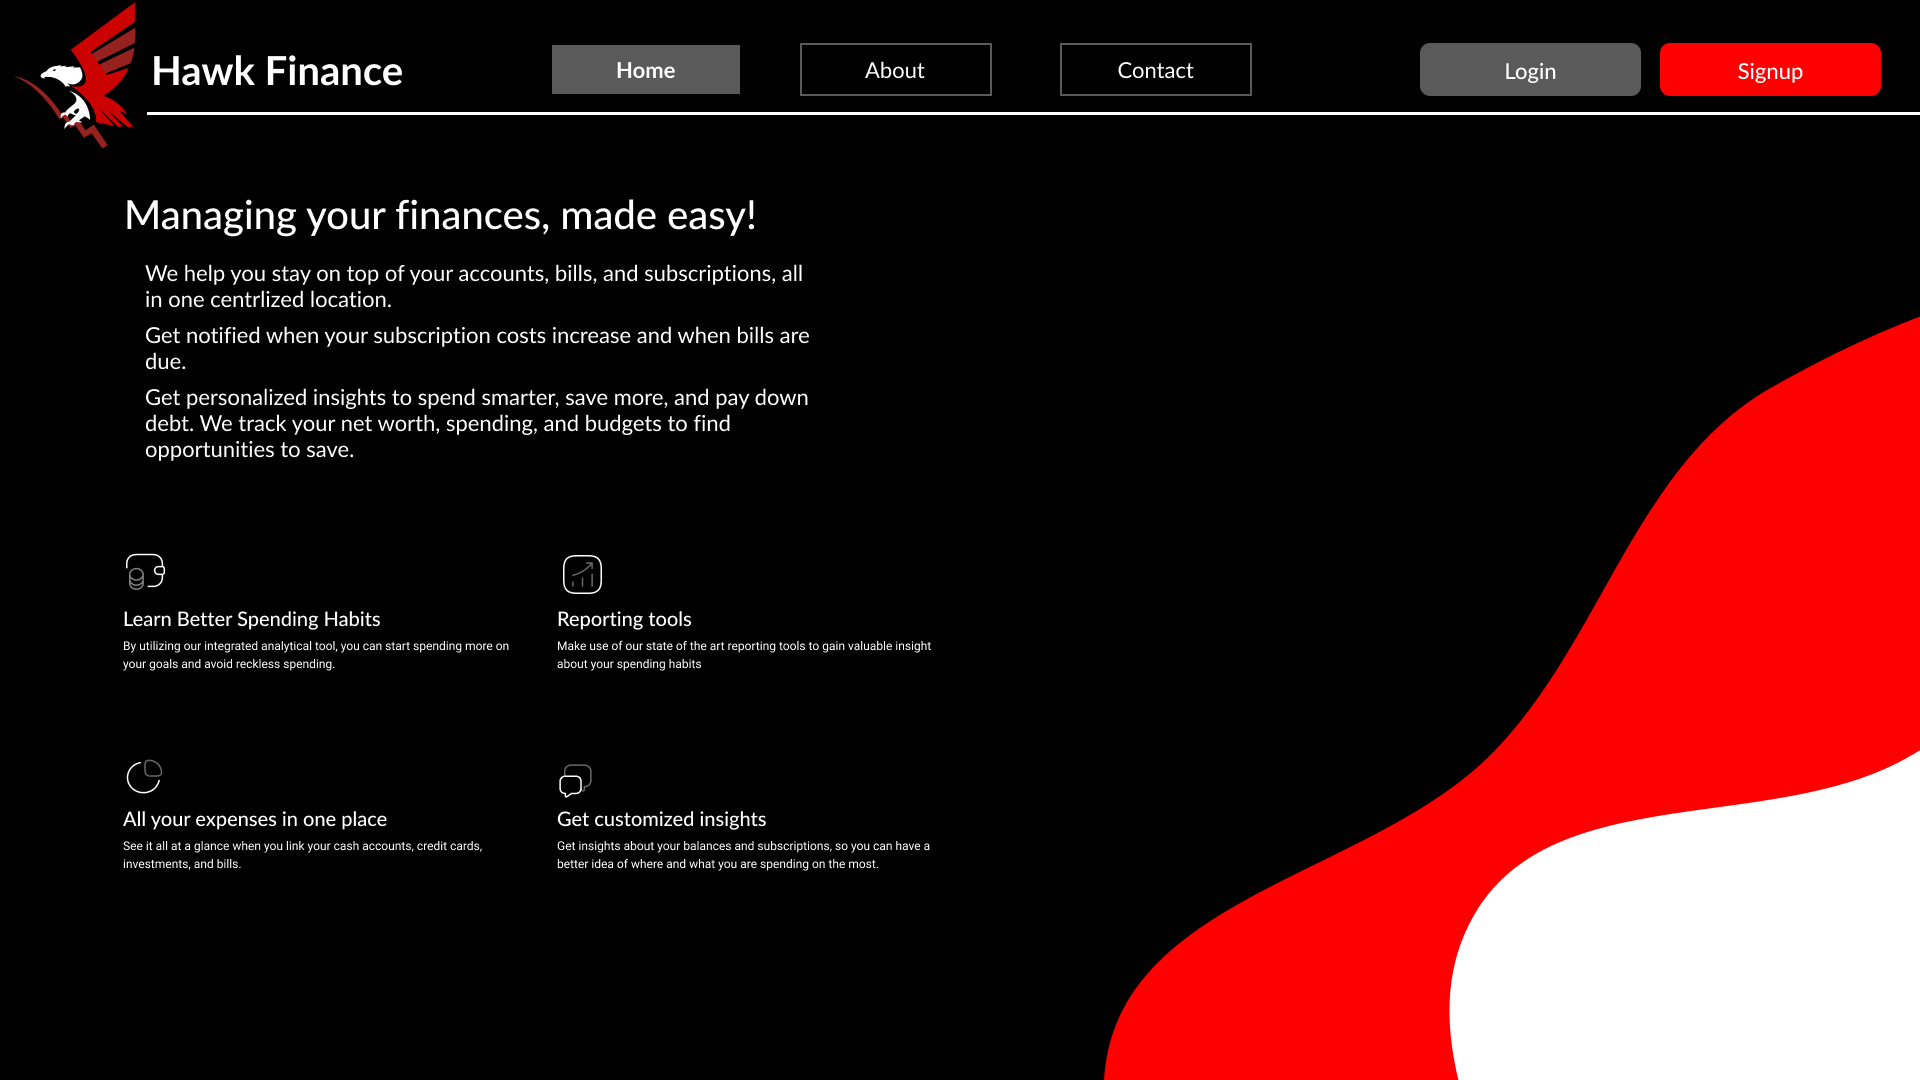 Hawk Finance
Home
About
Contact
Login
Signup
Managing your finances, made easy!
We help you stay on top of your accounts, bills, and subscriptions, all
in one centrlized location.
Get notified when your subscription costs increase and when bills are
due.
Get personalized insights to spend smarter, save more, and pay down
debt. We track your net worth, spending, and budgets to find
opportunities to save.
Learn Better Spending Habits
By utilizing our integrated analytical tool, you can start spending more on
your goals and avoid reckless spending.
Reporting tools
Make use of our state of the art reporting tools to gain valuable insight
about your spending habits
All your expenses in one place
See it all at a glance when you link your cash accounts, credit cards,
investments, and bills.
Get customized insights
Get insights about your balances and subscriptions, so you can have a
better idea of where and what you are spending on the most.